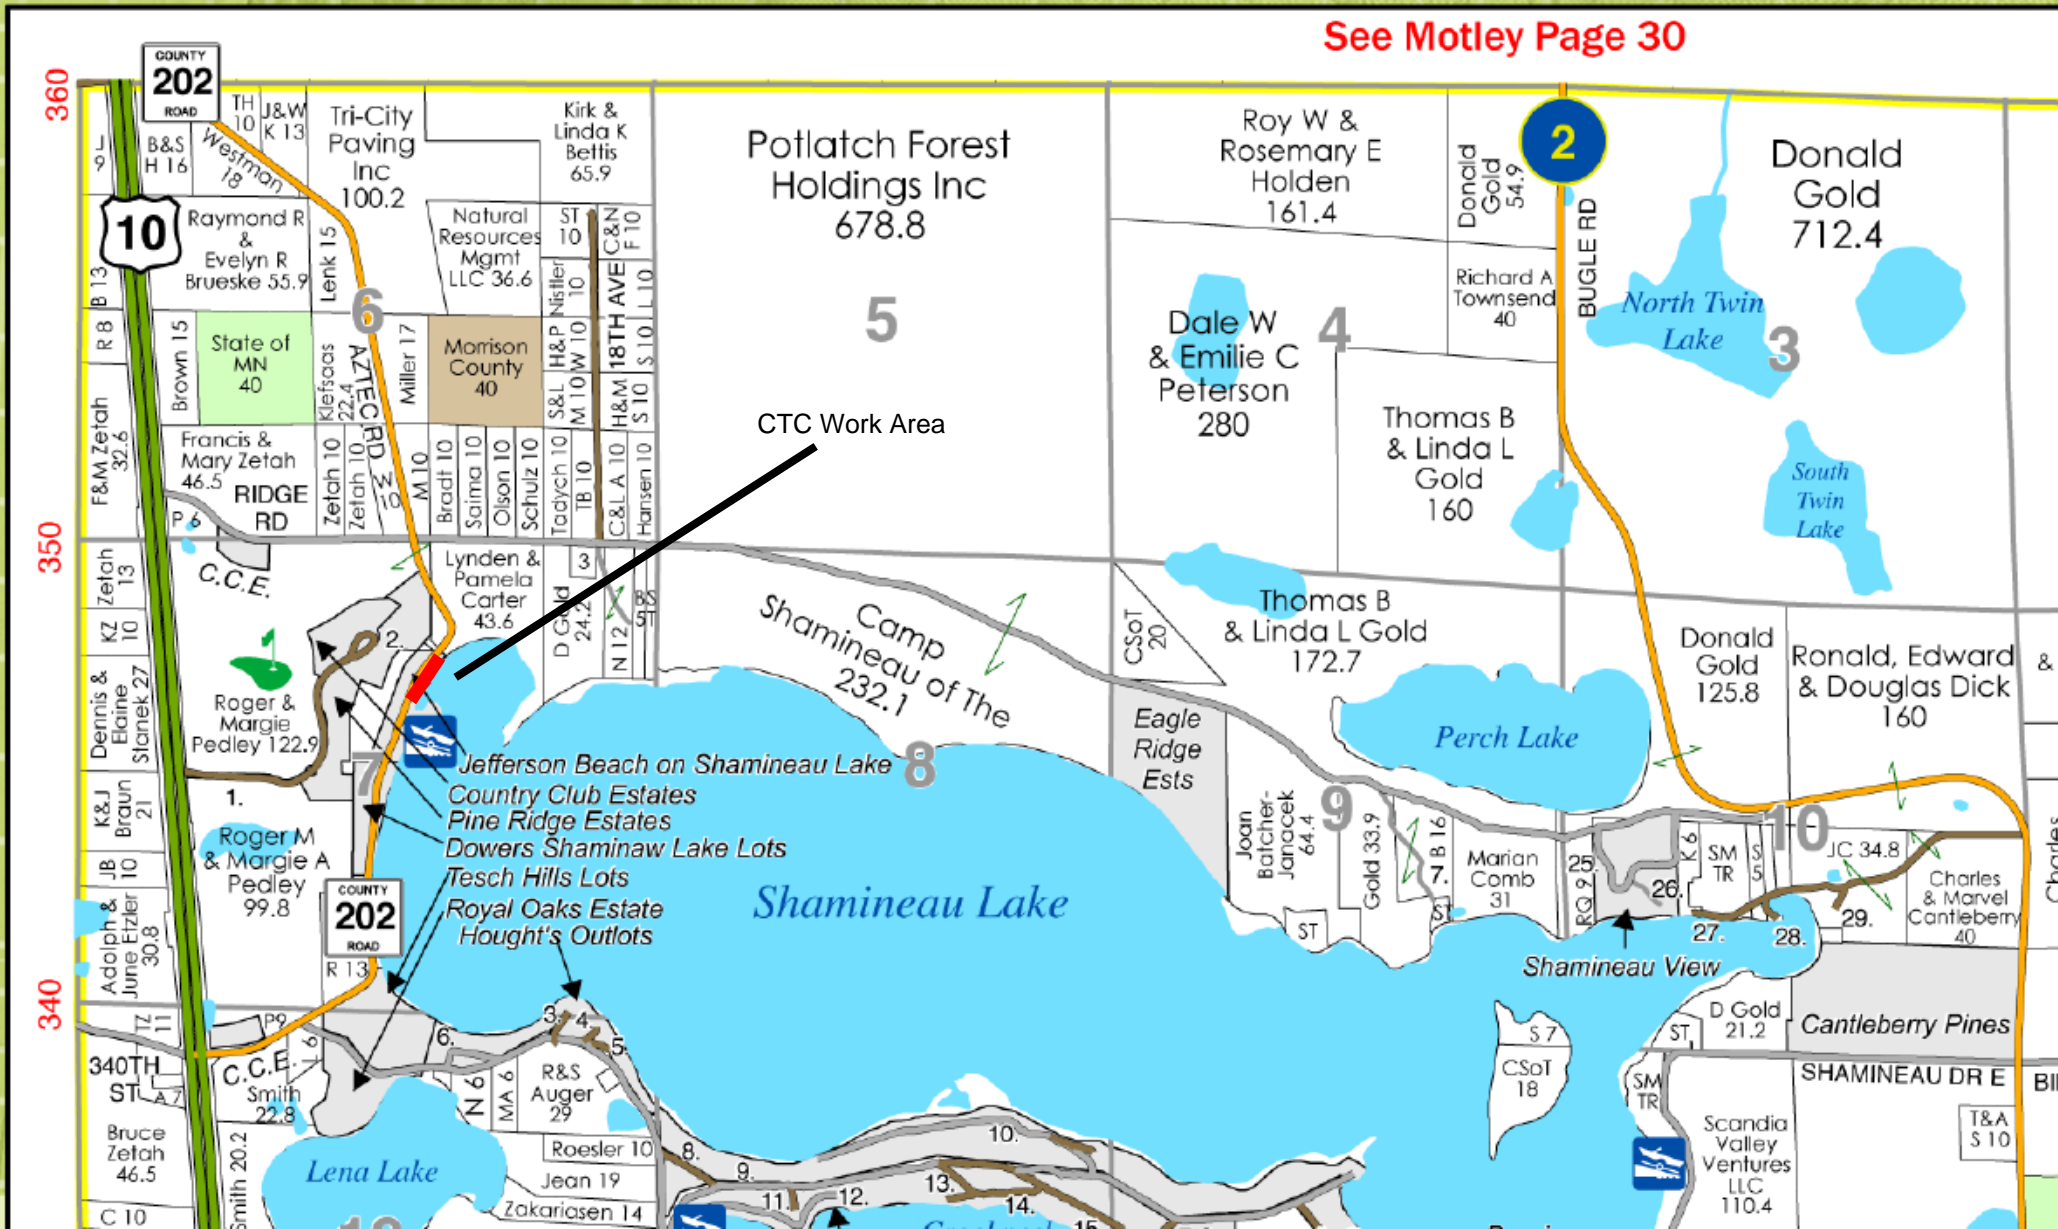 See Motley Page 30
360
COUNTY
202
ROAD
TH
10
J&W
K 13
Tri-City
Paving
Inc
100.2
Kirk &
Linda K
Bettis
65.9
J
9
B&S
H 16
Westman
18
Potlatch Forest
Holdings Inc
678.8
Roy W &
Rosemary E
Holden
161.4
Donald
Gold
54.9
2
Donald
Gold
712.4
10
Raymond R
&
Evelyn R
Brueske 55.9
Lenk 15
Natural
Resources
Mgmt
LLC 36.6
ST
10
C&N
F 10
B 13
6
Nistler
10
18TH AVE
L 10
5
Dale W
& Emilie C
Peterson
280
4
Richard A
Townsend
40
BUGLE RD
North Twin
Lake
3
R 8
Brown 15
State of
MN
40
Klefsaas
22.4
AZTEC RD
Miller 17
Morrison
County
40
H&P
W 10
S 10
S&L
M 10
H&M
S 10
CTC Work Area
Thomas B
& Linda L
Gold
160
South
Twin
Lake
F&M Zetah
32.6
Francis &
Mary Zetah
46.5
RIDGE
RD
P 6
Zetah 10
Zetah 10
W
10
M 10
Bradt 10
Saima 10
Olson 10
Schulz 10
Tadych 10
TB 10
C&L A 10
Hansen 10
350
Zetah
13
C.C.E.
Lynden &
Pamela
Carter
43.6
3
D Gold
24.2
N 12
BS
5T
Camp
Shamineau of The
232.1
CSoT
20
Thomas B
& Linda L Gold
172.7
Donald
Gold
125.8
Ronald, Edward
& Douglas Dick
160
&
KZ
10
2.
Dennis &
Elaine
Stanek 27
Roger &
Margie
Pedley 122.9
7
Jefferson Beach on Shamineau Lake
Country Club Estates
Pine Ridge Estates
Dowers Shaminaw Lake Lots
Tesch Hills Lots
Royal Oaks Estate
Hought's Outlots
8
Eagle
Ridge
Ests
Perch Lake
K&J
Braun
21
1.
Roger M
& Margie A
Pedley
99.8
JB
10
Joan
Batcher-
Janacek
64.4
9
Gold 33.9
J B 16
7.
ST
Marian
Comb
31
25.
RQ 9
26.
K 6
SM
TR
S
5
10
JC 34.8
Charles
& Marvel
Cantleberry
40
Charles
COUNTY
202
ROAD
Shamineau Lake
Adolph &
June Etzler
30.8
R 13
ST
Shamineau View
27.
28.
29.
340
TZ
11
P9
L 6
6.
3.
4.
5.
S 7
CSoT
18
ST
D Gold
21.2
Cantleberry Pines
340TH
ST
A 7
C.C.E.
Smith
22.8
N 6
MA 6
R&S
Auger
29
SM
TR
SHAMINEAU DR E
Bruce
Zetah
46.5
Smith 20.2
Lena Lake
Roesler 10
Jean 19
Zakariasen 14
8.
9.
10.
11.
12.
13.
14.
15.
Scandia
Valley
Ventures
LLC
110.4
T&A
S 10
C 10